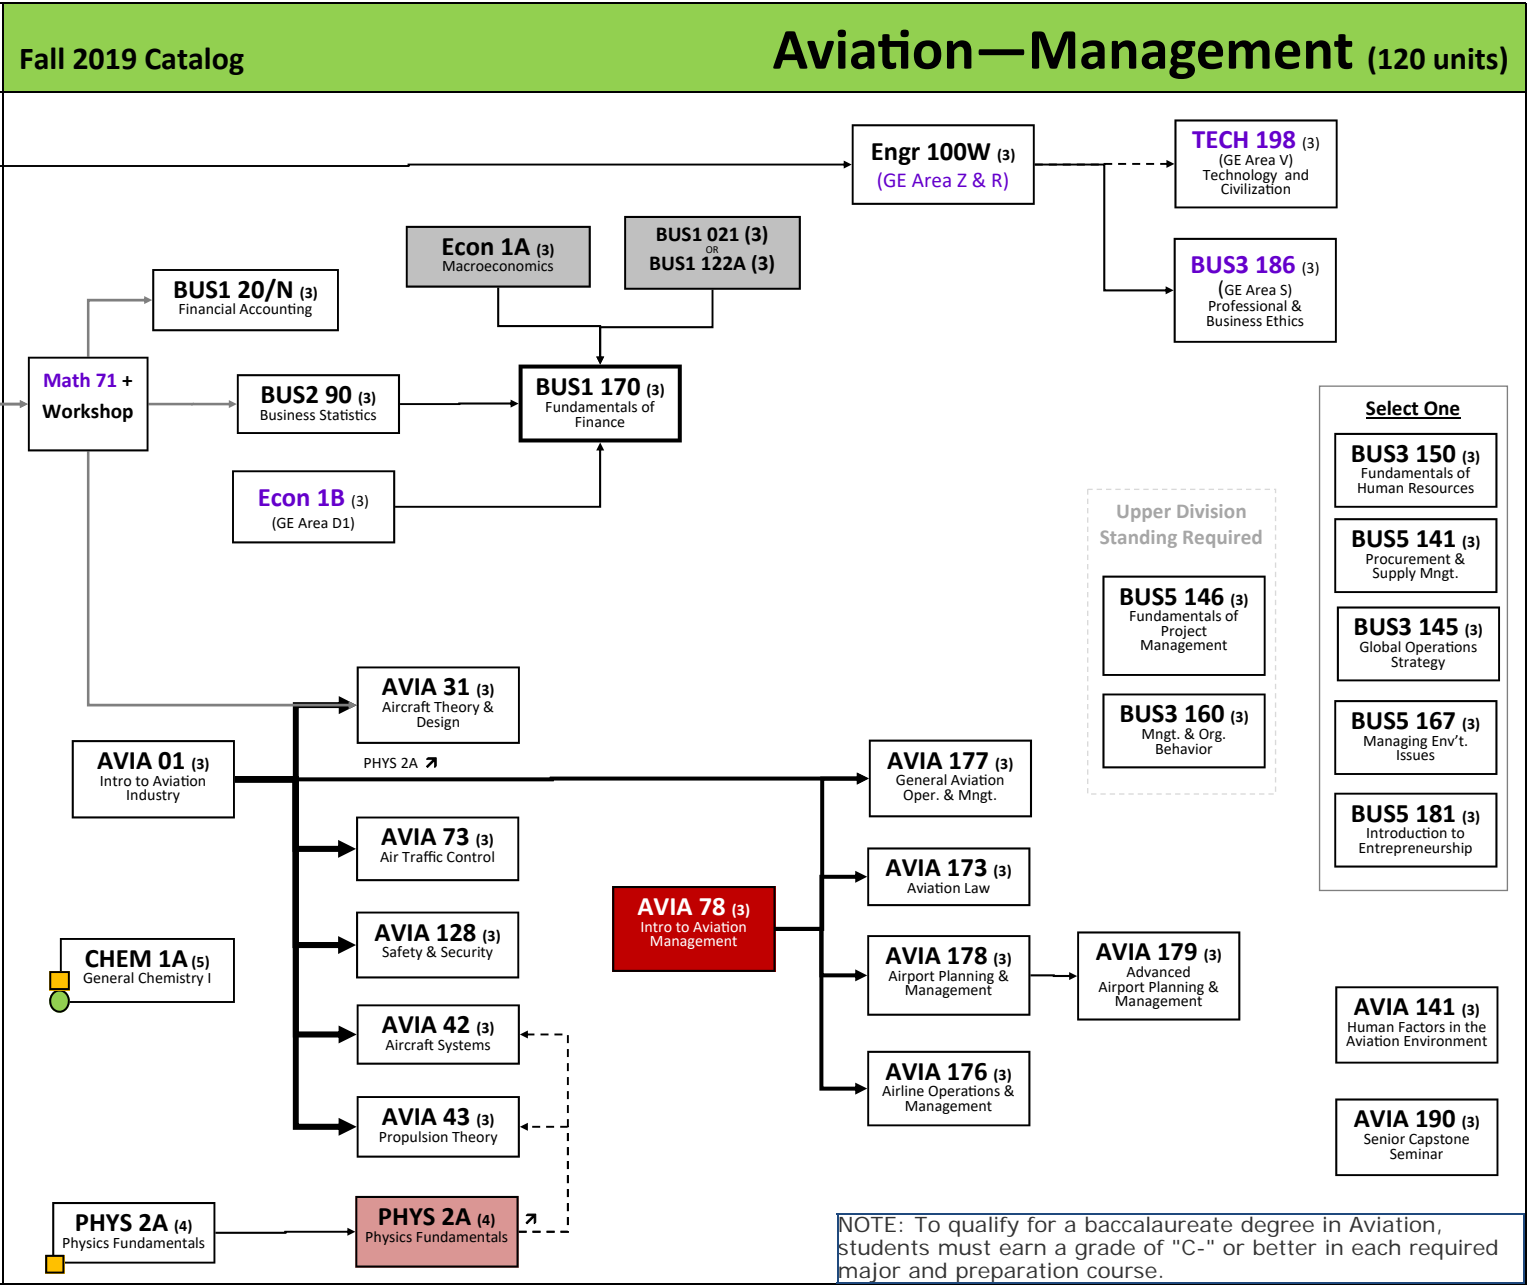 Fall 2019 Catalog
Aviation—Management (120 units)
Engr 100W (3)
(GE Area Z & R)
TECH 198 (3)
(GE Area V)
Technology and
Civilization
BUS3 186 (3)
(GE Area S)
Professional &
Business Ethics
Econ 1A (3)
Macroeconomics
BUS1 021 (3)
OR
BUS1 122A (3)
BUS1 20/N (3)
Financial Accounting
Math 71 +
Workshop
BUS2 90 (3)
Business Statistics
BUS1 170 (3)
Fundamentals of
Finance
Econ 1B (3)
(GE Area D1)
Select One
BUS3 150 (3)
Fundamentals of
Human Resources
BUS5 141 (3)
Procurement &
Supply Mngt.
BUS3 145 (3)
Global Operations
Strategy
BUS5 167 (3)
Managing Env't.
Issues
BUS5 181 (3)
Introduction to
Entrepreneurship
Upper Division
Standing Required
BUS5 146 (3)
Fundamentals of
Project
Management
BUS3 160 (3)
Mngt. & Org.
Behavior
AVIA 31 (3)
Aircraft Theory &
Design
PHYS 2A
AVIA 01 (3)
Intro to Aviation
Industry
AVIA 73 (3)
Air Traffic Control
AVIA 128 (3)
Safety & Security
AVIA 42 (3)
Aircraft Systems
AVIA 43 (3)
Propulsion Theory
CHEM 1A (5)
General Chemistry I
PHYS 2A (4)
Physics Fundamentals
PHYS 2A (4)
Physics Fundamentals
AVIA 78 (3)
Intro to Aviation
Management
AVIA 177 (3)
General Aviation
Oper. & Mngt.
AVIA 173 (3)
Aviation Law
AVIA 178 (3)
Airport Planning &
Management
AVIA 179 (3)
Advanced
Airport Planning &
Management
AVIA 176 (3)
Airline Operations &
Management
AVIA 141 (3)
Human Factors in the
Aviation Environment
AVIA 190 (3)
Senior Capstone
Seminar
NOTE: To qualify for a baccalaureate degree in Aviation,
students must earn a grade of "C-" or better in each required
major and preparation course.